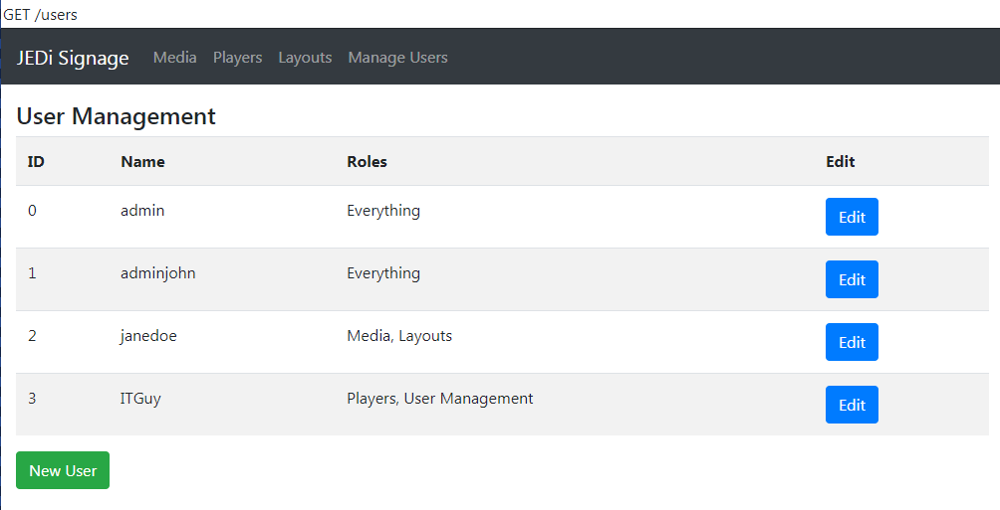 GET /users
JEDi Signage Media Players Layouts Manage Users
User Management
ID Name Roles Edit
0 admin Everything Edit
1 adminjohn Everything Edit
2 janedoe Media, Layouts Edit
3 ITGuy Players, User Management Edit
New User